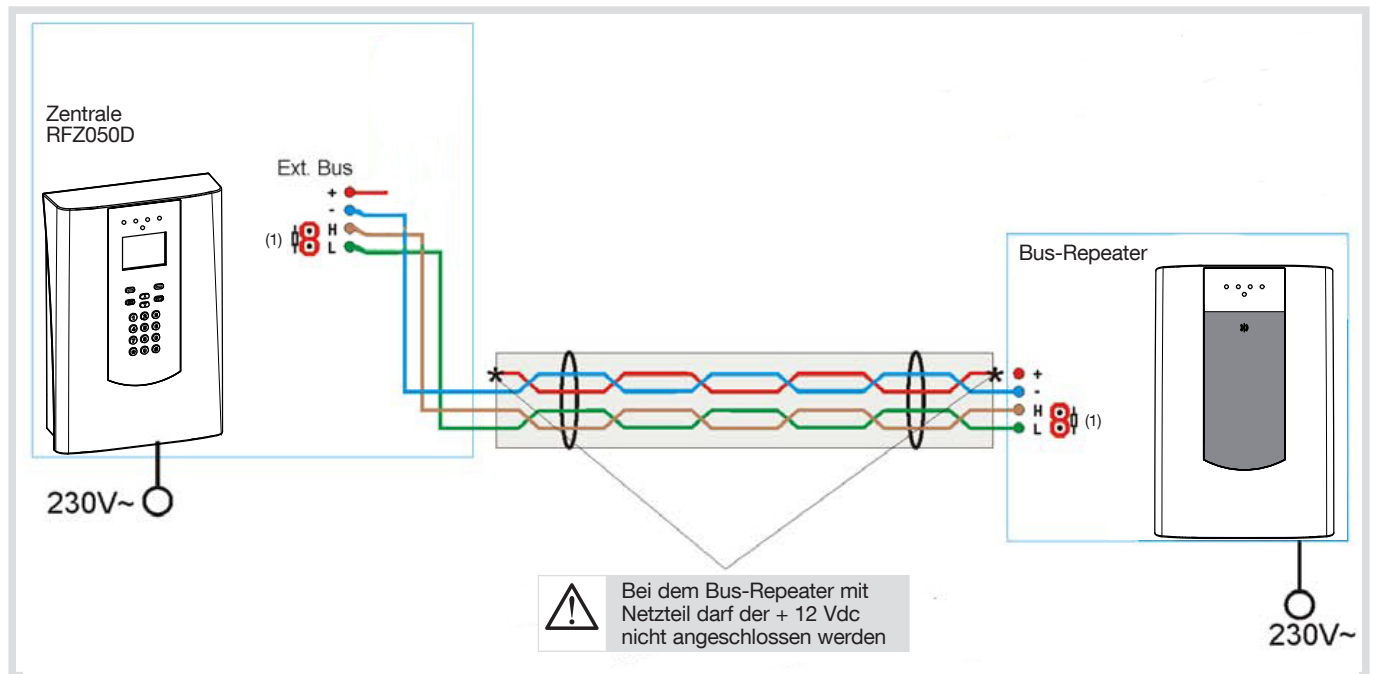 Zentrale
RFZ050D
Ext. Bus
+
-
H
L
(1)
230V~
Bus-Repeater
+
-
H
L
(1)
230V~
Bei dem Bus-Repeater mit
Netzteil darf der + 12 Vdc
nicht angeschlossen werden